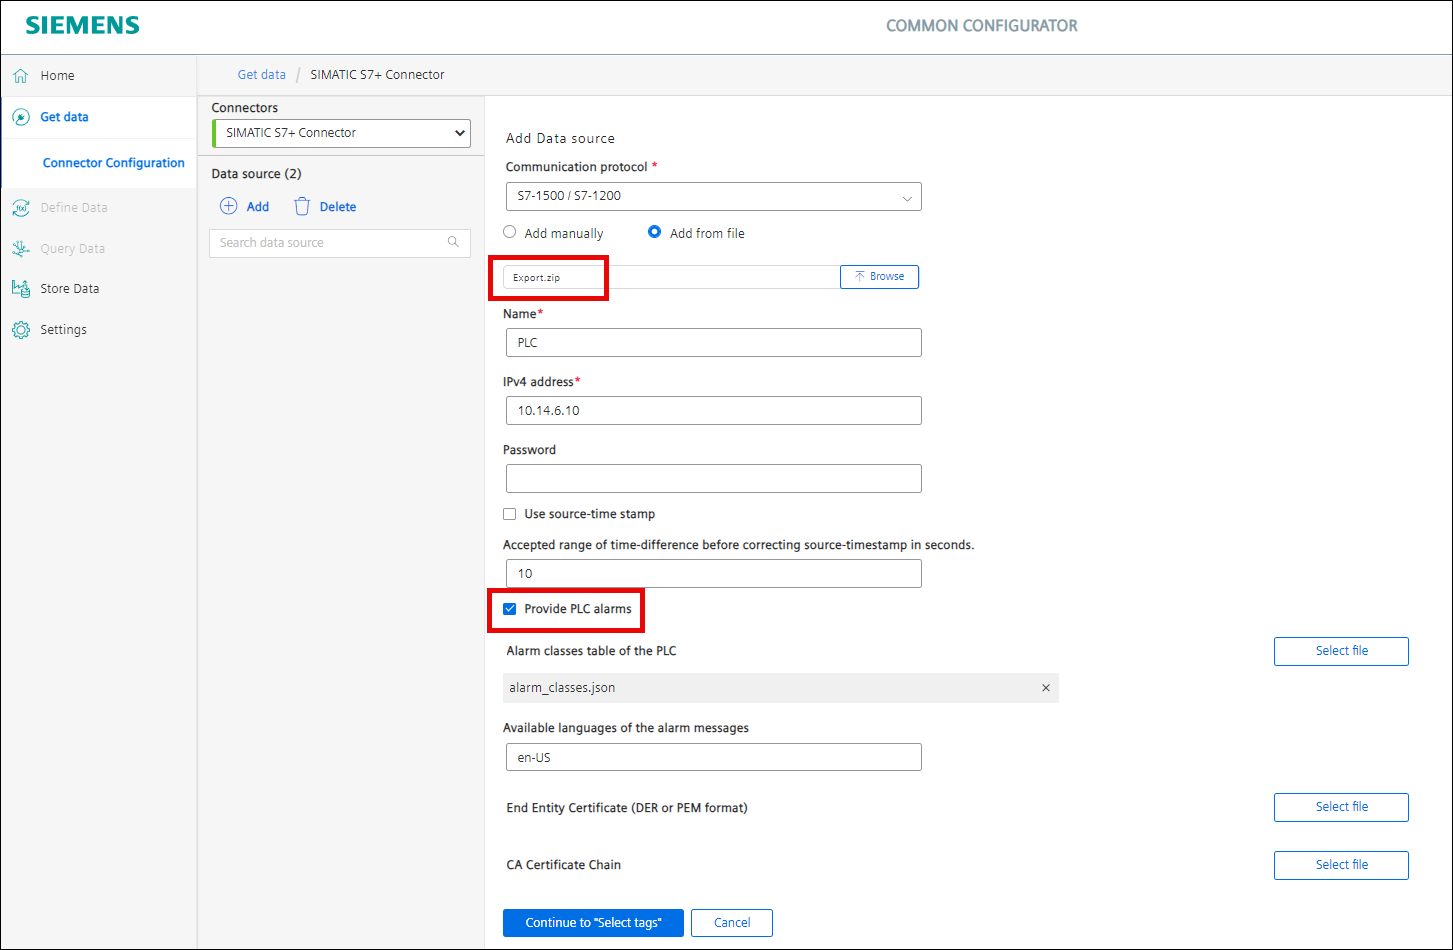 SIEMENS
COMMON CONFIGURATOR
Home
Get data
Connector Configuration
Define Data
Query Data
Store Data
Settings
Get data / SIMATIC S7+ Connector
Connectors
SIMATIC S7+ Connector
Data source (2)
Add Delete
Search data source
Add Data source
Communication protocol *
S7-1500 / S7-1200
Add manually Add from file
Export.zip Browse
Name*
PLC
IPv4 address*
10.14.6.10
Password
Use source-time stamp
Accepted range of time-difference before correcting source-timestamp in seconds.
10
Provide PLC alarms
Alarm classes table of the PLC Select file
alarm_classes.json ×
Available languages of the alarm messages
en-US
End Entity Certificate (DER or PEM format) Select file
CA Certificate Chain Select file
Continue to "Select tags" Cancel